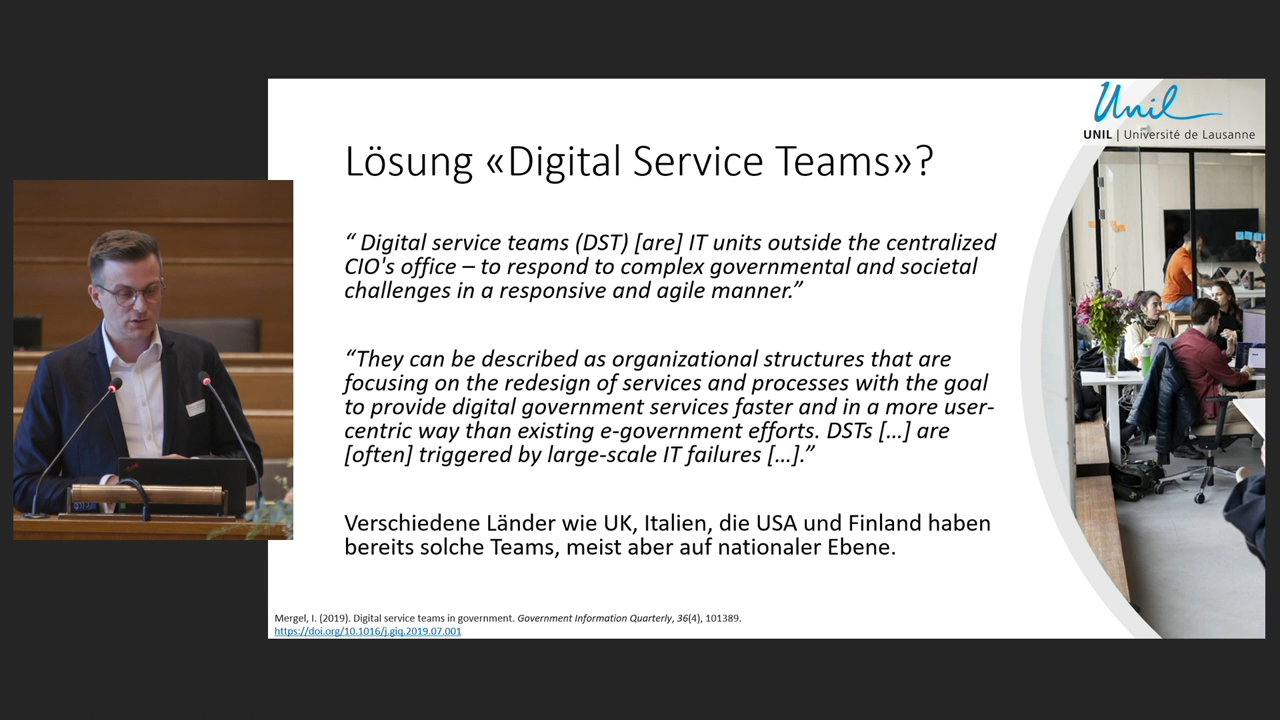 Unil
UNIL | Université de Lausanne
Lösung «Digital Service Teams»?
“ Digital service teams (DST) [are] IT units outside the centralized
CIO's office – to respond to complex governmental and societal
challenges in a responsive and agile manner.”
“They can be described as organizational structures that are
focusing on the redesign of services and processes with the goal
to provide digital government services faster and in a more user-
centric way than existing e-government efforts. DSTs […] are
[often] triggered by large-scale IT failures […].”
Verschiedene Länder wie UK, Italien, die USA und Finland haben
bereits solche Teams, meist aber auf nationaler Ebene.
Mergel, I. (2019). Digital service teams in government. Government Information Quarterly, 36(4), 101389.
https://doi.org/10.1016/j.giq.2019.07.001